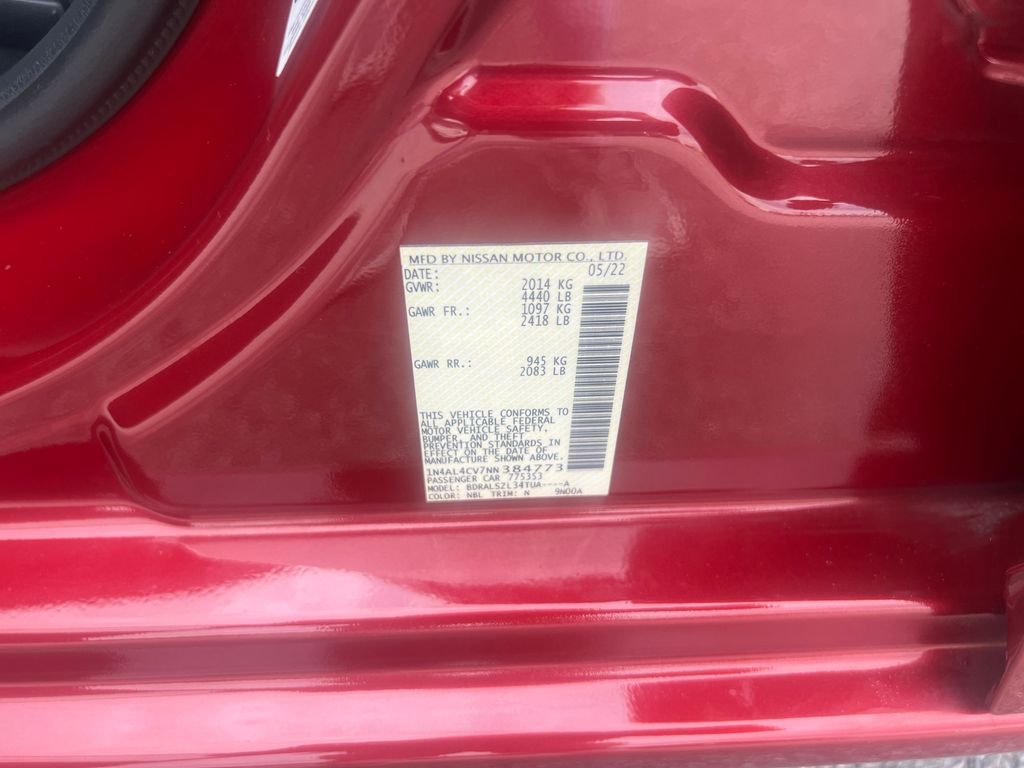 MFD BY NISSAN MOTOR CO., LTD.
DATE: 05/22
GVWR: 2014 KG
4440 LB
GAWR FR.: 1097 KG
2418 LB
GAWR RR.: 945 KG
2083 LB
THIS VEHICLE CONFORMS TO
ALL APPLICABLE FEDERAL
MOTOR VEHICLE SAFETY,
BUMPER, AND THEFT
PREVENTION STANDARDS IN
EFFECT ON THE DATE OF
MANUFACTURE SHOWN ABOVE.
1N4AL4CV7NN384773
PASSENGER CAR 775353
MODEL: BDRALSZL34TUA----A
COLOR: NBL TRIM: N 9N00A